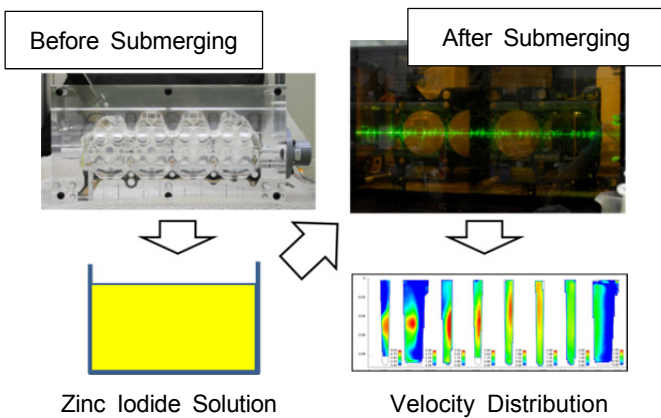 Before Submerging
After Submerging
Zinc Iodide Solution
Velocity Distribution